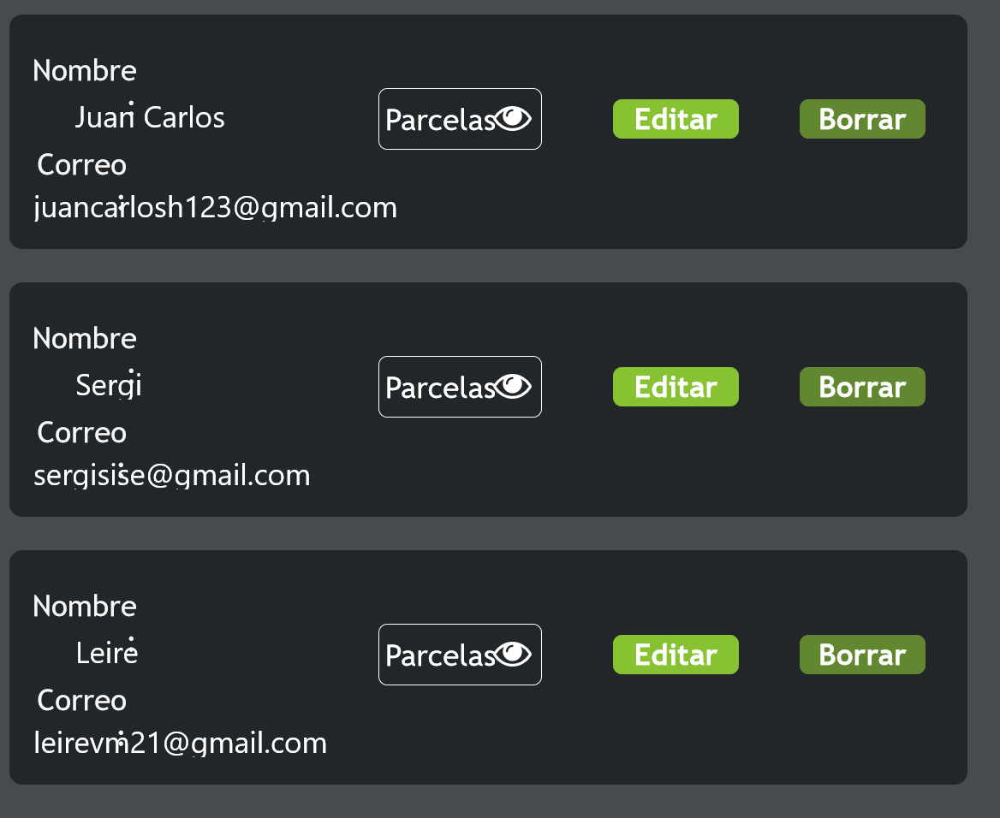 Nombre
Juan Carlos
Parcelas
Editar
Borrar
Correo
juancarlosh123@gmail.com
Nombre
Sergi
Parcelas
Editar
Borrar
Correo
sergisise@gmail.com
Nombre
Leire
Parcelas
Editar
Borrar
Correo
leirevm21@gmail.com